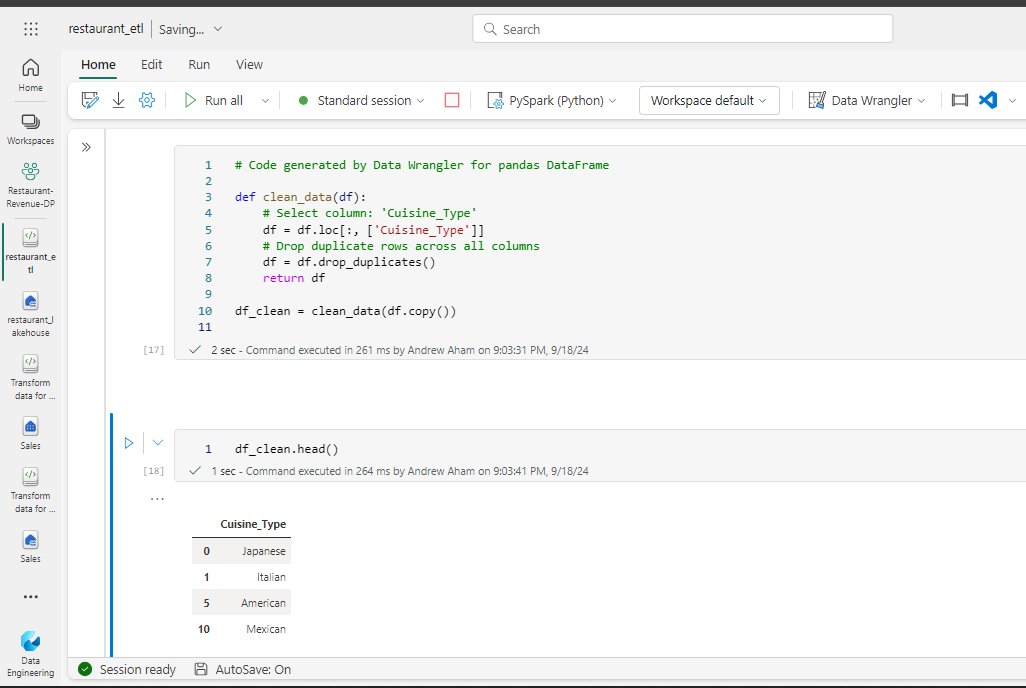 restaurant_etl
Saving...
Search
Home
Edit
Run
View
Run all
Standard session
PySpark (Python)
Workspace default
Data Wrangler
Home
Workspaces
Restaurant-
Revenue-DP
restaurant_e
tl
restaurant_l
akehouse
Transform
data for ...
Sales
Transform
data for ...
Sales
Data
Engineering
1 # Code generated by Data Wrangler for pandas DataFrame
2
3 def clean_data(df):
4 # Select column: 'Cuisine_Type'
5 df = df.loc[:, ['Cuisine_Type']]
6 # Drop duplicate rows across all columns
7 df = df.drop_duplicates()
8 return df
9
10 df_clean = clean_data(df.copy())
11
[17] 2 sec - Command executed in 261 ms by Andrew Aham on 9:03:31 PM, 9/18/24
1 df_clean.head()
[18] 1 sec - Command executed in 264 ms by Andrew Aham on 9:03:41 PM, 9/18/24
...
Cuisine_Type
0 Japanese
1 Italian
5 American
10 Mexican
Session ready
AutoSave: On